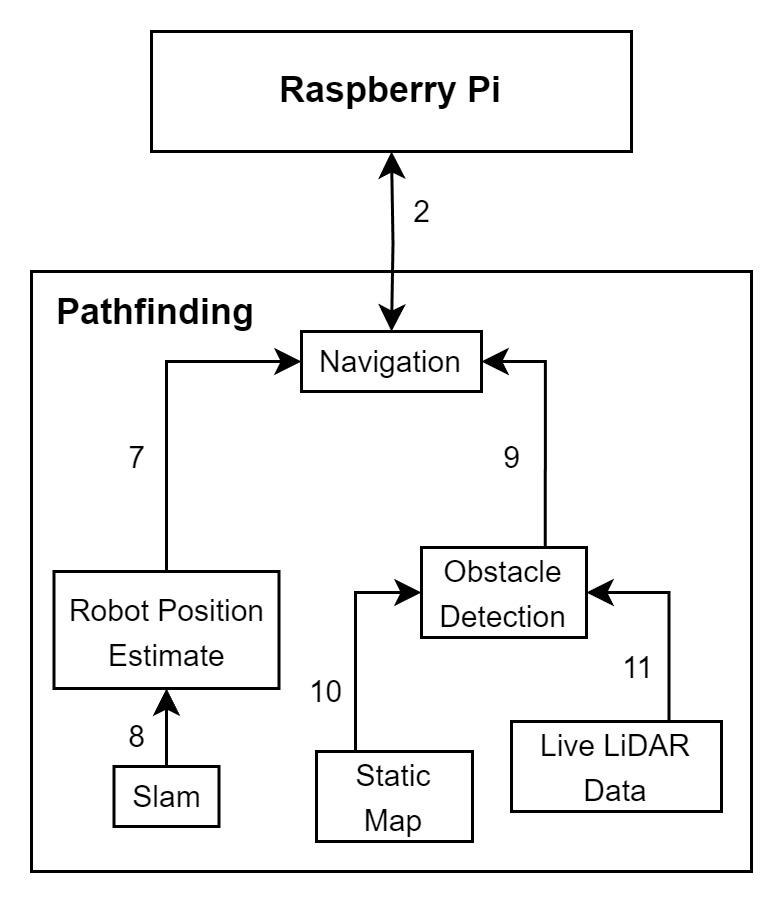 Raspberry Pi
2
Pathfinding
Navigation
7
9
Obstacle
Detection
Robot Position
Estimate
10
11
8
Live LiDAR
Data
Static
Map
Slam